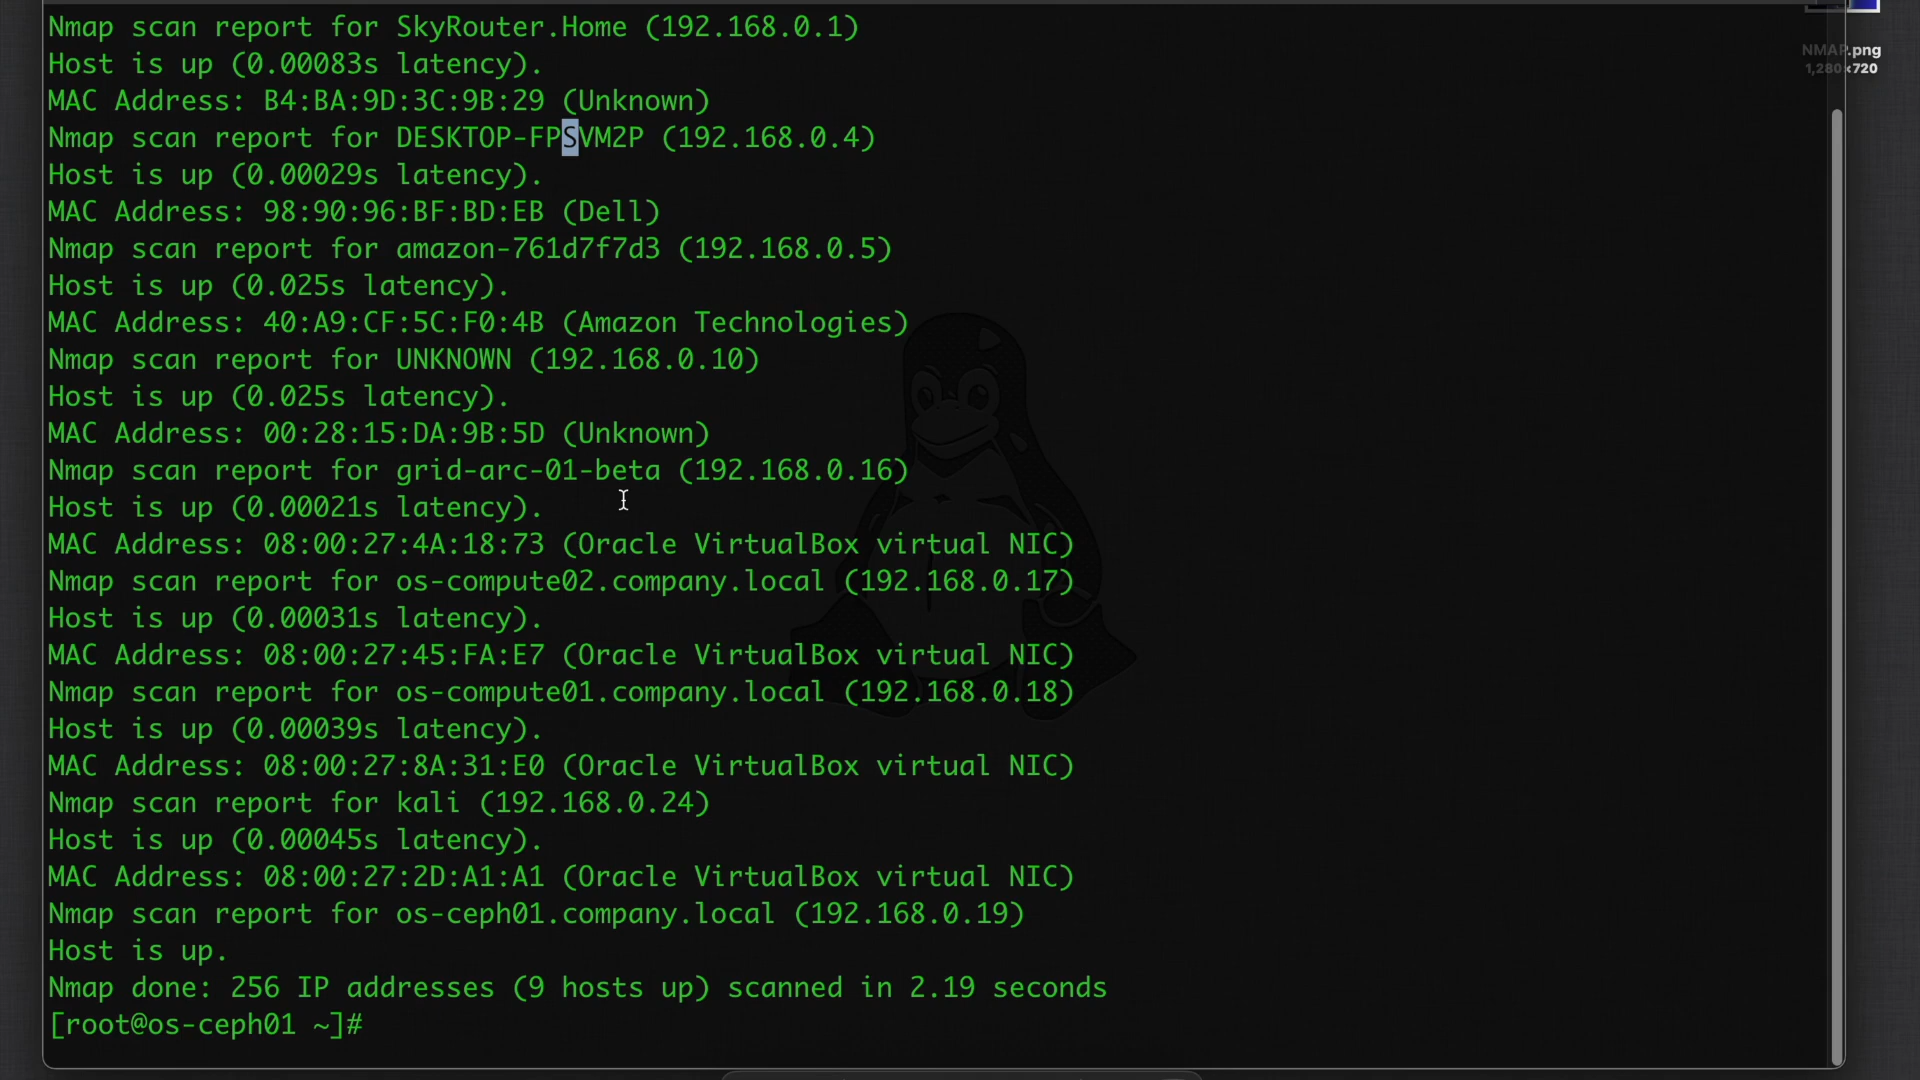 Nmap scan report for SkyRouter.Home (192.168.0.1)
Host is up (0.00083s latency).
MAC Address: B4:BA:9D:3C:9B:29 (Unknown)
Nmap scan report for DESKTOP-FPSVM2P (192.168.0.4)
Host is up (0.00029s latency).
MAC Address: 98:90:96:BF:BD:EB (Dell)
Nmap scan report for amazon-761d7f7d3 (192.168.0.5)
Host is up (0.025s latency).
MAC Address: 40:A9:CF:5C:F0:4B (Amazon Technologies)
Nmap scan report for UNKNOWN (192.168.0.10)
Host is up (0.025s latency).
MAC Address: 00:28:15:DA:9B:5D (Unknown)
Nmap scan report for grid-arc-01-beta (192.168.0.16)
Host is up (0.00021s latency).
MAC Address: 08:00:27:4A:18:73 (Oracle VirtualBox virtual NIC)
Nmap scan report for os-compute02.company.local (192.168.0.17)
Host is up (0.00031s latency).
MAC Address: 08:00:27:45:FA:E7 (Oracle VirtualBox virtual NIC)
Nmap scan report for os-compute01.company.local (192.168.0.18)
Host is up (0.00039s latency).
MAC Address: 08:00:27:8A:31:E0 (Oracle VirtualBox virtual NIC)
Nmap scan report for kali (192.168.0.24)
Host is up (0.00045s latency).
MAC Address: 08:00:27:2D:A1:A1 (Oracle VirtualBox virtual NIC)
Nmap scan report for os-ceph01.company.local (192.168.0.19)
Host is up.
Nmap done: 256 IP addresses (9 hosts up) scanned in 2.19 seconds
[root@os-ceph01 ~]#
NMAP.png
1,280×720